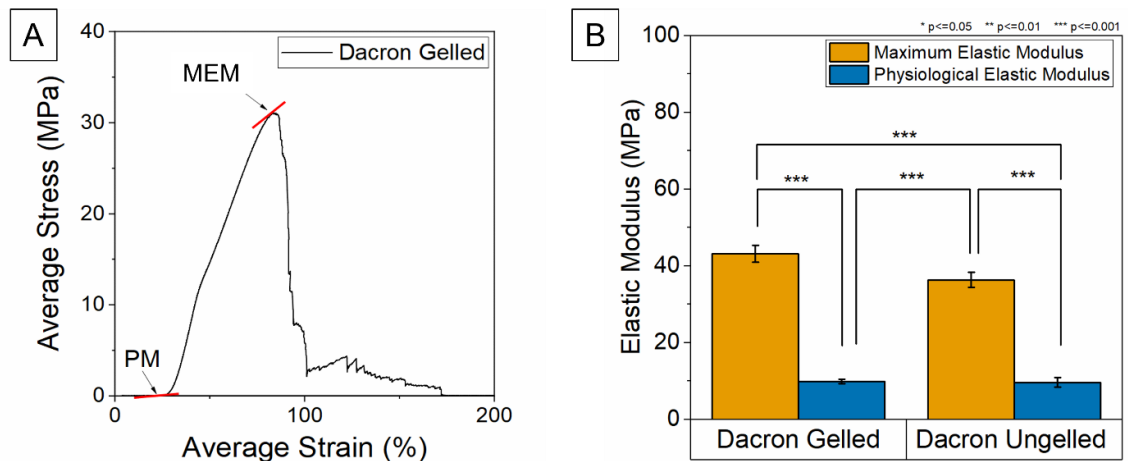 A
Average Stress (MPa)
40
30
20
10
0
Dacron Gelled
MEM
PM
0
100
200
Average Strain (%)
B
* p<=0.05 ** p<=0.01 *** p<=0.001
Elastic Modulus (MPa)
100
80
60
40
20
0
Maximum Elastic Modulus
Physiological Elastic Modulus
***
***
***
***
Dacron Gelled
Dacron Ungelled